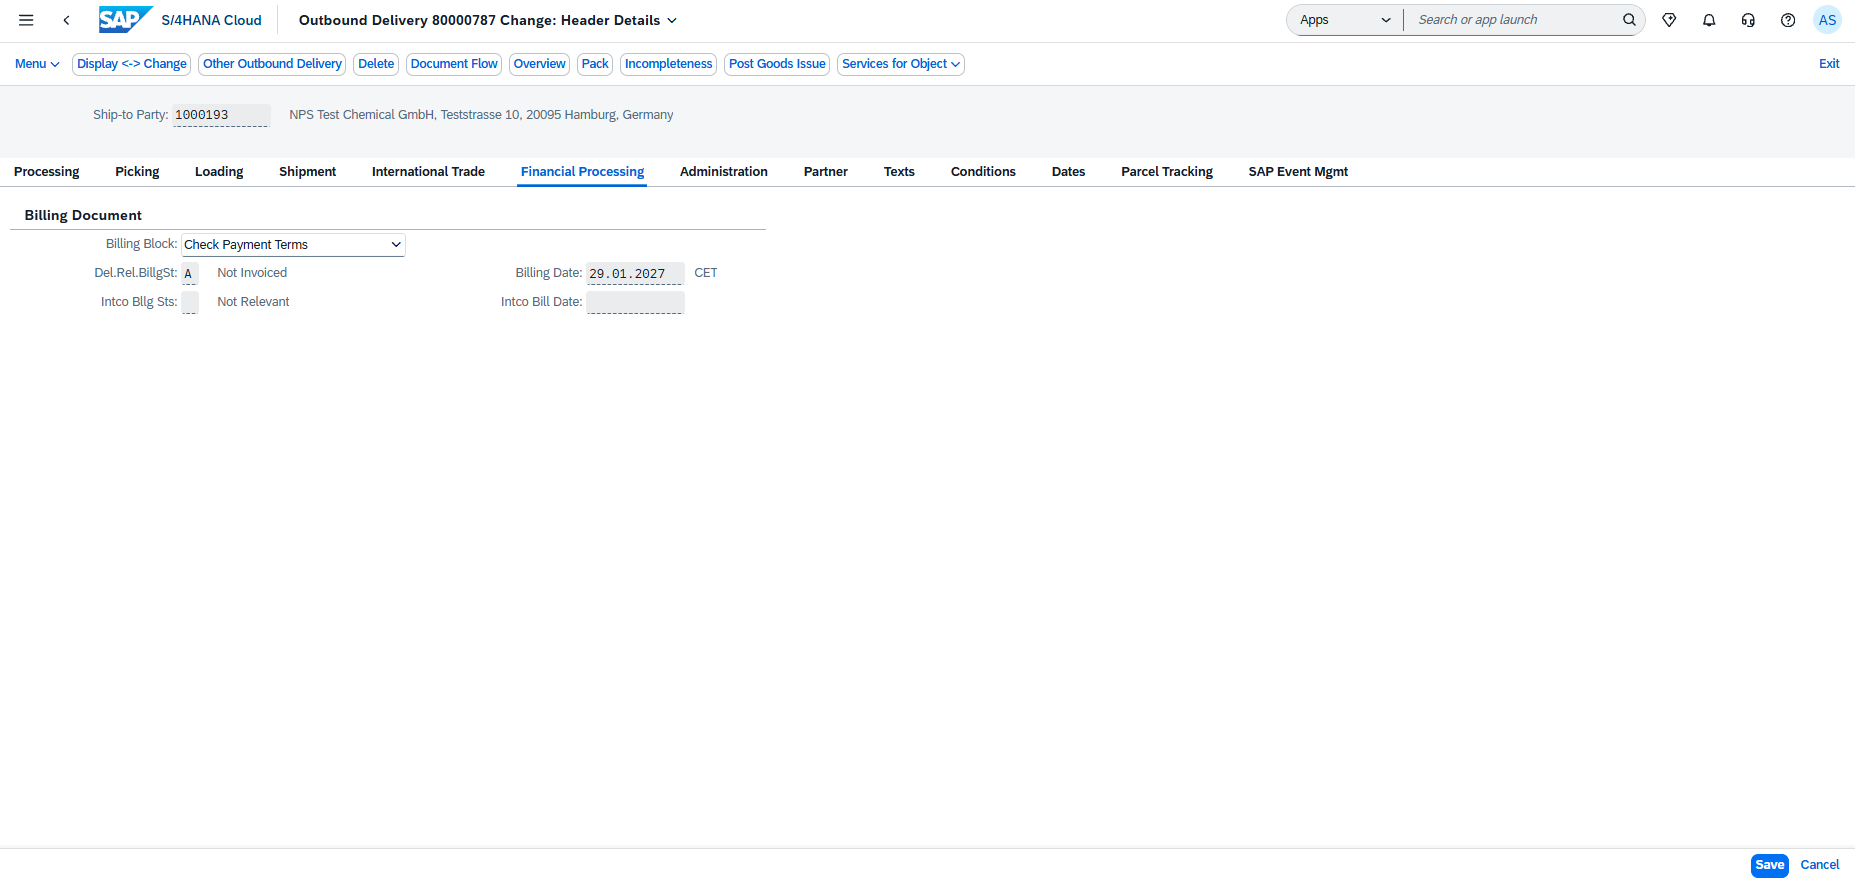 SAP S/4HANA Cloud Outbound Delivery 80000787 Change: Header Details Apps Search or app launch AS
Menu Display <-> Change Other Outbound Delivery Delete Document Flow Overview Pack Incompleteness Post Goods Issue Services for Object Exit
Ship-to Party: 1000193 NPS Test Chemical GmbH, Teststrasse 10, 20095 Hamburg, Germany
Processing Picking Loading Shipment International Trade Financial Processing Administration Partner Texts Conditions Dates Parcel Tracking SAP Event Mgmt
Billing Document
Billing Block: Check Payment Terms
Del.Rel.BillgSt: A Not Invoiced Billing Date: 29.01.2027 CET
Intco Bllg Sts: Not Relevant Intco Bill Date:
Save Cancel